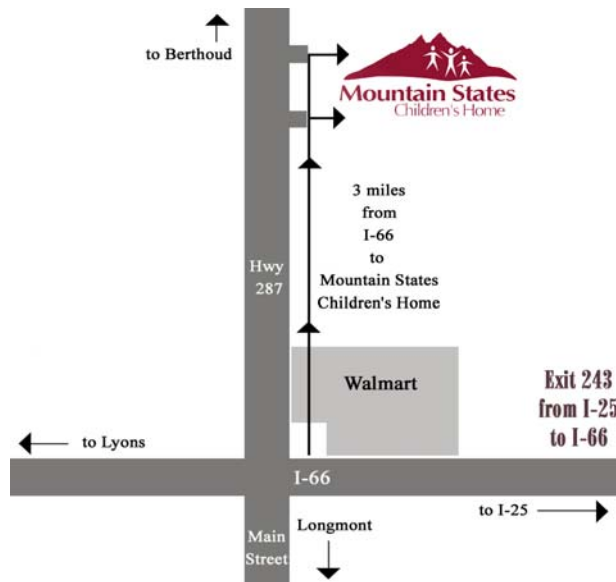 to Berthoud
Mountain States
Children's Home
3 miles
from
I-66
to
Mountain States
Children's Home
Hwy
287
Walmart
Exit 243
from I-25
to I-66
to Lyons
I-66
to I-25
Longmont
Main
Street